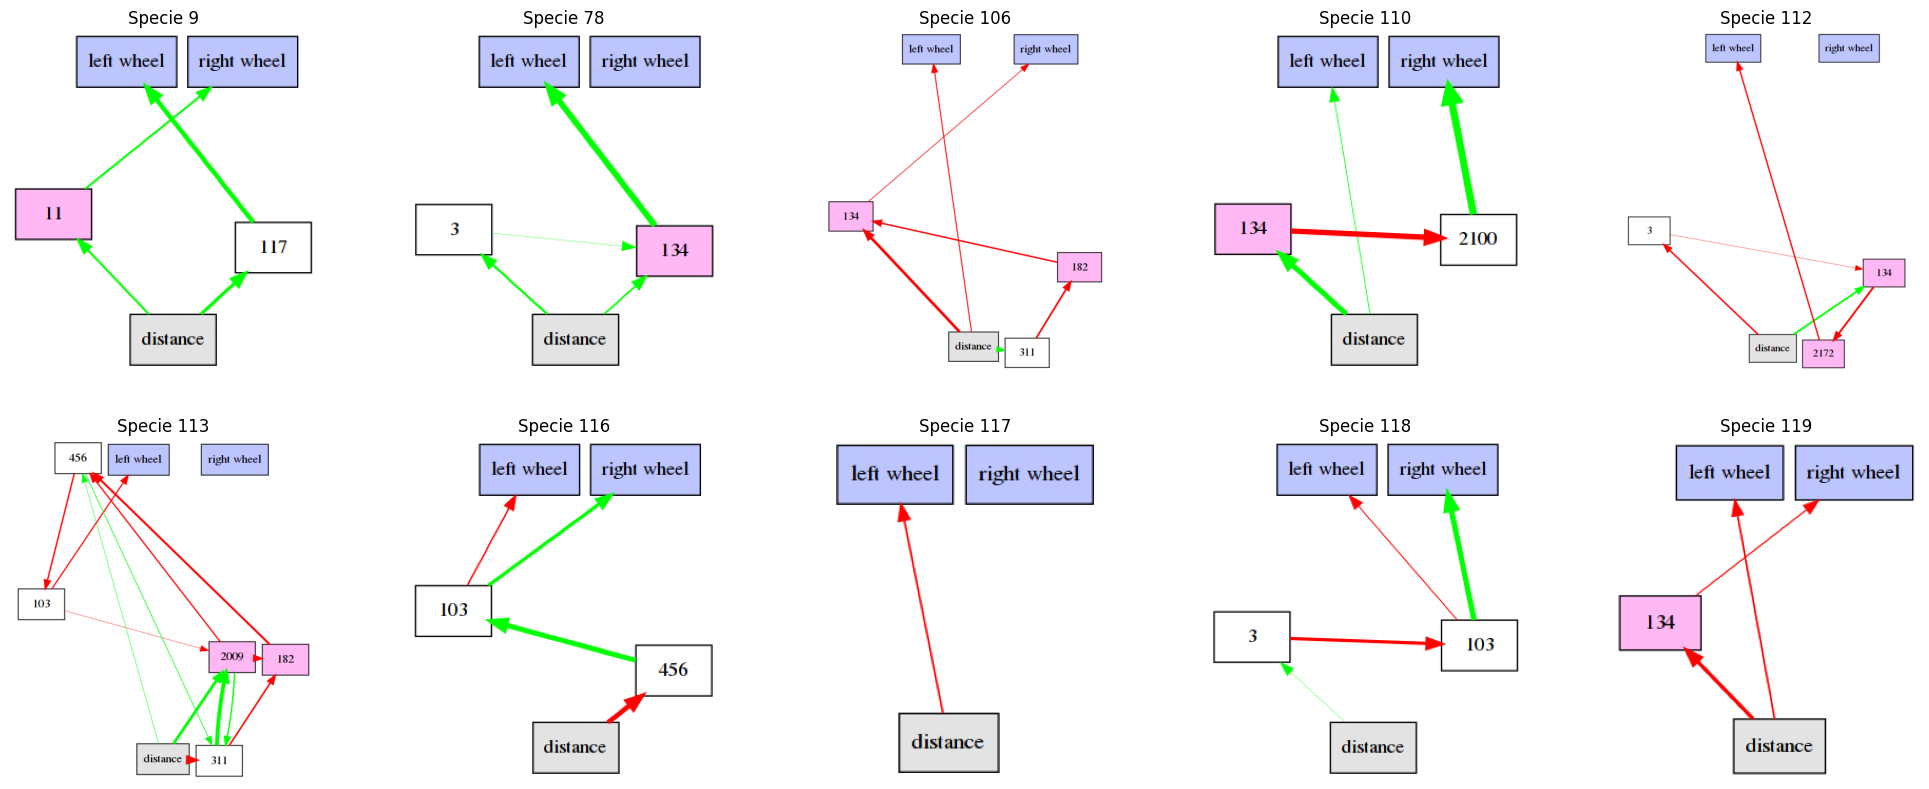 Specie 9
left wheel right wheel
11
117
distance
Specie 78
left wheel right wheel
3
134
distance
Specie 106
left wheel right wheel
134
182
distance 311
Specie 110
left wheel right wheel
134
2100
distance
Specie 112
left wheel right wheel
3
134
distance 2172
Specie 113
456 left wheel right wheel
103
2009 182
distance 311
Specie 116
left wheel right wheel
103
456
distance
Specie 117
left wheel right wheel
distance
Specie 118
left wheel right wheel
3 103
distance
Specie 119
left wheel right wheel
134
distance